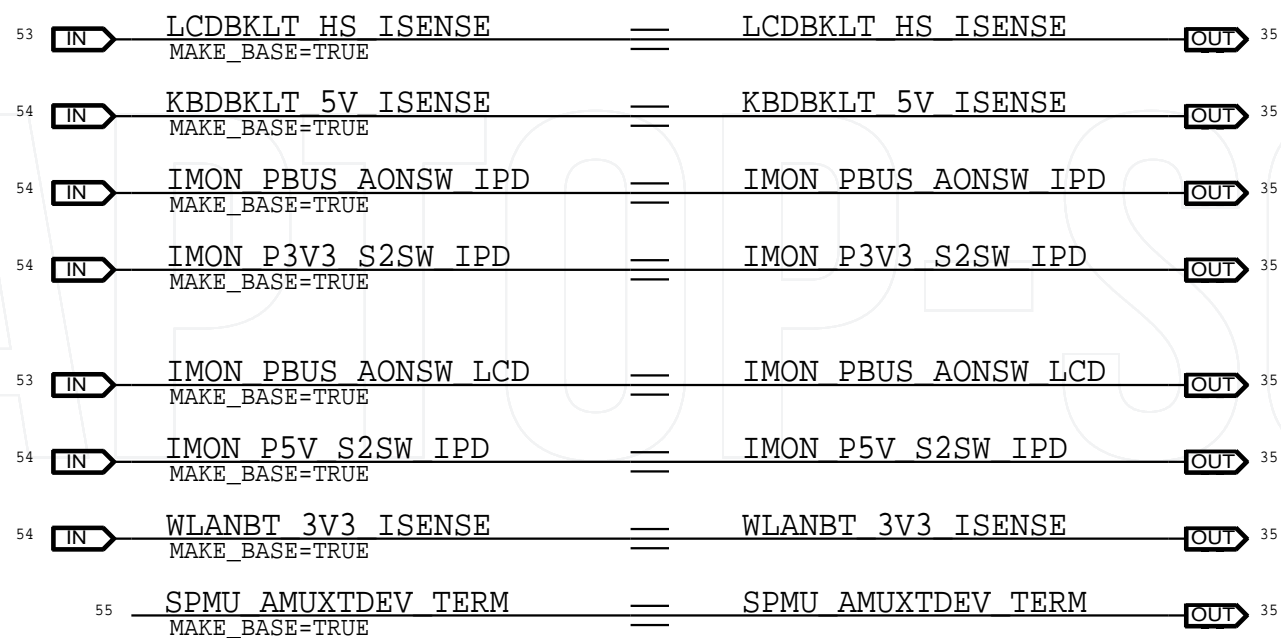 53 IN LCDBKLT_HS_ISENSE LCDBKLT_HS_ISENSE OUT 35
MAKE_BASE=TRUE
54 IN KBDBKLT_5V_ISENSE KBDBKLT_5V_ISENSE OUT 35
MAKE_BASE=TRUE
54 IN IMON_PBUS_AONSW_IPD IMON_PBUS_AONSW_IPD OUT 35
MAKE_BASE=TRUE
54 IN IMON_P3V3_S2SW_IPD IMON_P3V3_S2SW_IPD OUT 35
MAKE_BASE=TRUE
53 IN IMON_PBUS_AONSW_LCD IMON_PBUS_AONSW_LCD OUT 35
MAKE_BASE=TRUE
54 IN IMON_P5V_S2SW_IPD IMON_P5V_S2SW_IPD OUT 35
MAKE_BASE=TRUE
54 IN WLANBT_3V3_ISENSE WLANBT_3V3_ISENSE OUT 35
MAKE_BASE=TRUE
55 SPMU_AMUXTDEV_TERM SPMU_AMUXTDEV_TERM OUT 35
MAKE_BASE=TRUE